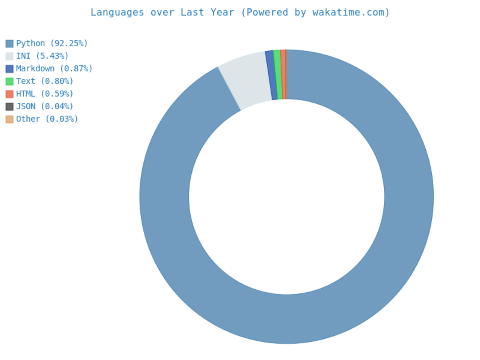 Languages over Last Year (Powered by wakatime.com)
Python (92.25%)
INI (5.43%)
Markdown (0.87%)
Text (0.80%)
HTML (0.59%)
JSON (0.04%)
Other (0.03%)